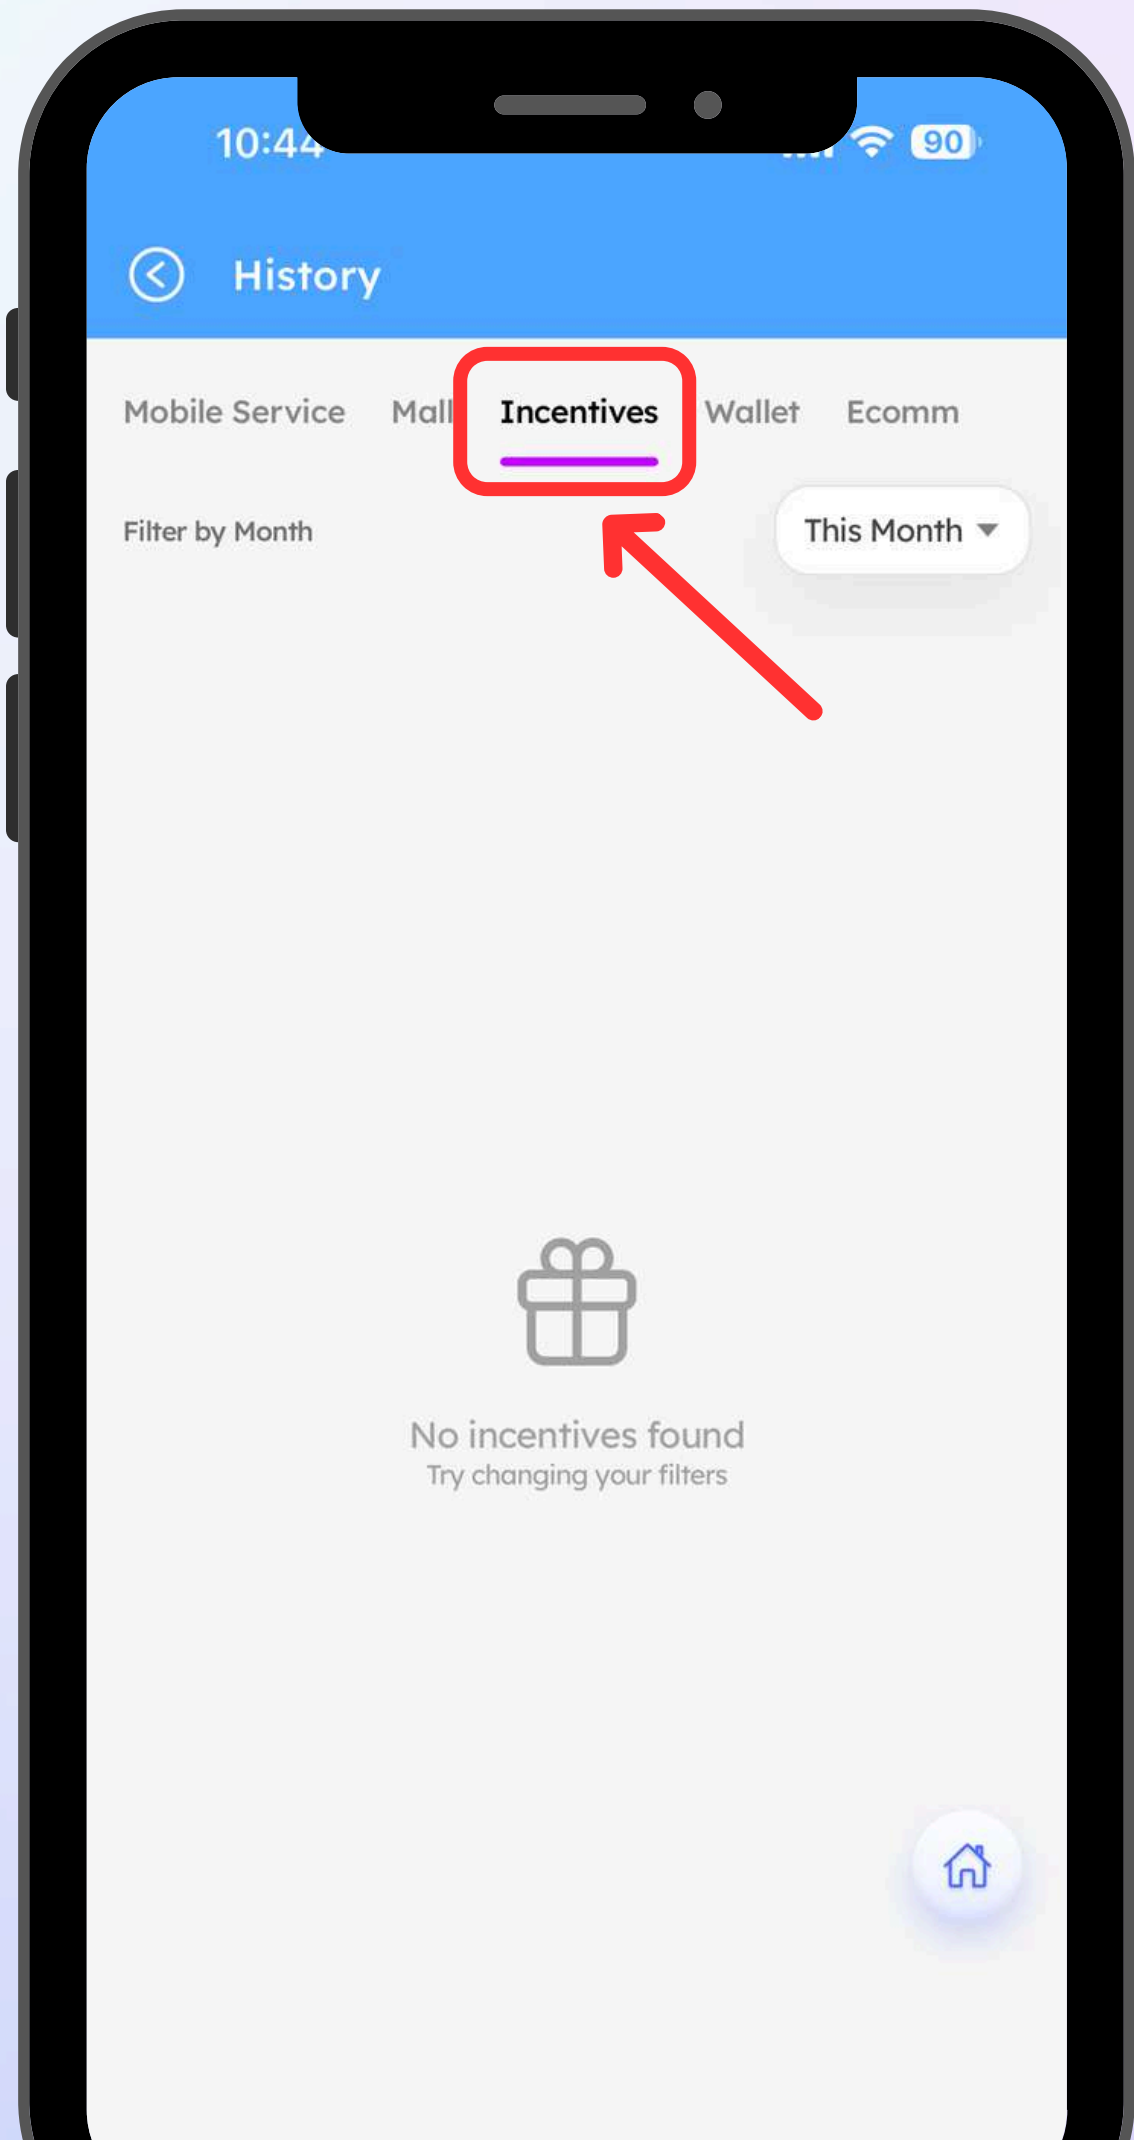 10:44
90
History
Mobile Service Mall Incentives Wallet Ecomm
Filter by Month
This Month
No incentives found
Try changing your filters